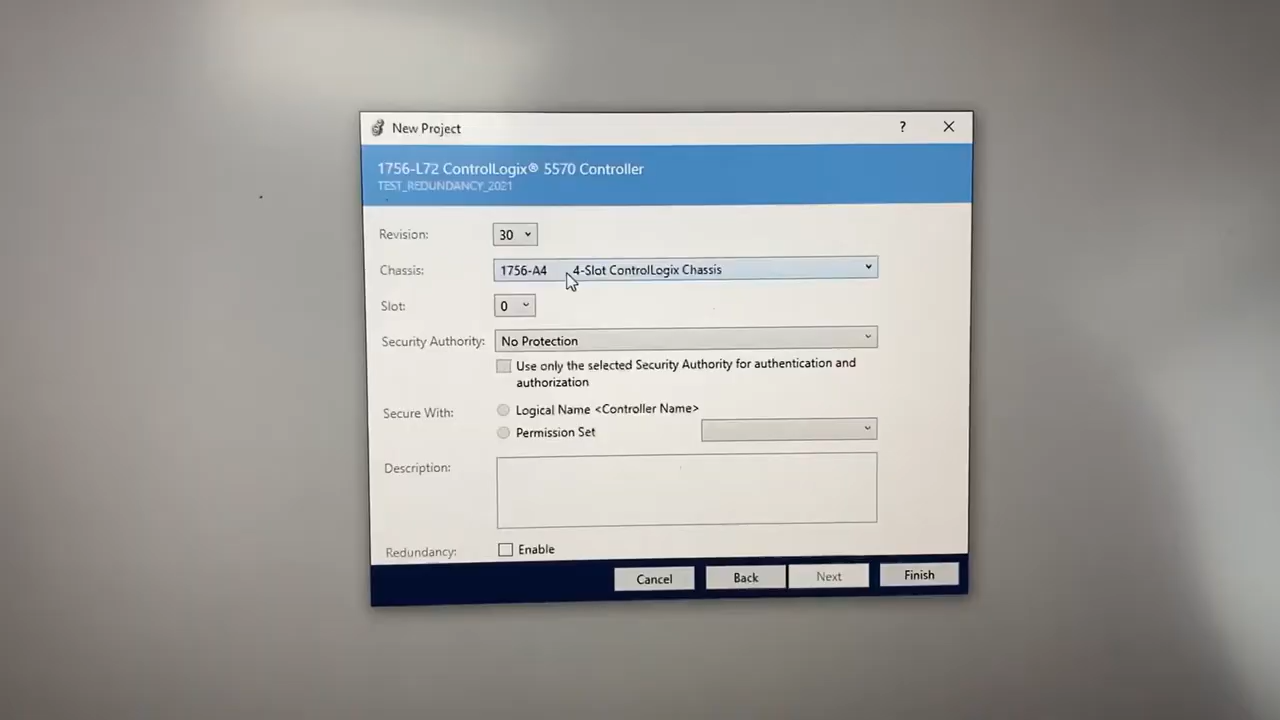 New Project
?
1756-L72 ControlLogix® 5570 Controller
TEST_REDUNDANCY_2021
Revision: 30
Chassis: 1756-A4 4-Slot ControlLogix Chassis
Slot: 0
Security Authority: No Protection
Use only the selected Security Authority for authentication and
authorization
Secure With: Logical Name <Controller Name>
Permission Set
Description:
Redundancy: Enable
Cancel Back Next Finish